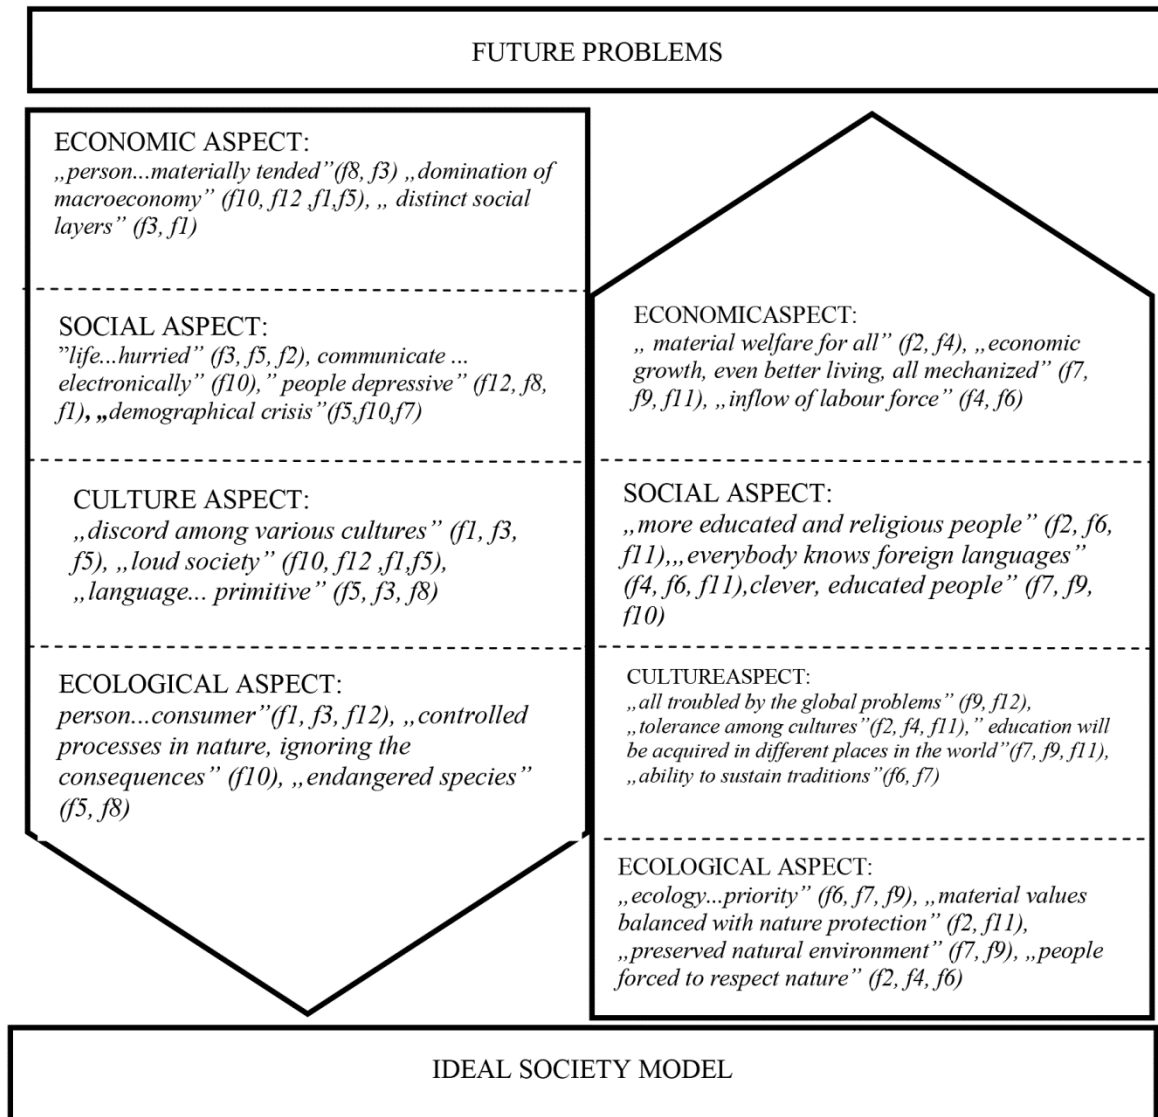 FUTURE PROBLEMS
ECONOMIC ASPECT:
„person...materially tended”(f8, f3) „domination of
macroeconomy” (f10, f12 ,f1,f5), „ distinct social
layers” (f3, f1)
SOCIAL ASPECT:
”life...hurried” (f3, f5, f2), communicate ...
electronically” (f10), ” people depressive” (f12, f8,
f1), „demographical crisis”(f5,f10,f7)
CULTURE ASPECT:
„discord among various cultures” (f1, f3,
f5), „loud society” (f10, f12 ,f1,f5),
„language... primitive” (f5, f3, f8)
ECOLOGICAL ASPECT:
person...consumer”(f1, f3, f12), „controlled
processes in nature, ignoring the
consequences” (f10), „endangered species”
(f5, f8)
ECONOMICASPECT:
„ material welfare for all” (f2, f4), „economic
growth, even better living, all mechanized” (f7,
f9, f11), „inflow of labour force” (f4, f6)
SOCIAL ASPECT:
„more educated and religious people” (f2, f6,
f11),„everybody knows foreign languages”
(f4, f6, f11),clever, educated people” (f7, f9,
f10)
CULTUREASPECT:
„all troubled by the global problems” (f9, f12),
„tolerance among cultures”(f2, f4, f11),” education will
be acquired in different places in the world”(f7, f9, f11),
„ability to sustain traditions”(f6, f7)
ECOLOGICAL ASPECT:
„ecology...priority” (f6, f7, f9), „material values
balanced with nature protection” (f2, f11),
„preserved natural environment” (f7, f9), „people
forced to respect nature” (f2, f4, f6)
IDEAL SOCIETY MODEL